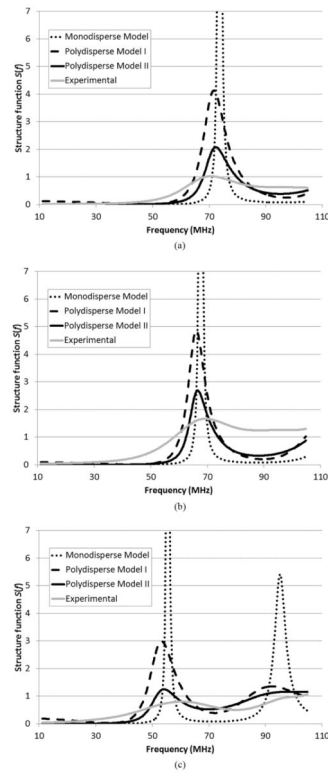 Structure function S(f)
7
6
5
4
3
2
1
0
Monodisperse Model
Polydisperse Model I
Polydisperse Model II
Experimental
10 30 50 70 90 110
Frequency (MHz)
(a)
Structure function S(f)
7
6
5
4
3
2
1
0
Monodisperse Model
Polydisperse Model I
Polydisperse Model II
Experimental
10 30 50 70 90 110
Frequency (MHz)
(b)
Structure function S(f)
7
6
5
4
3
2
1
0
Monodisperse Model
Polydisperse Model I
Polydisperse Model II
Experimental
10 30 50 70 90 110
Frequency (MHz)
(c)